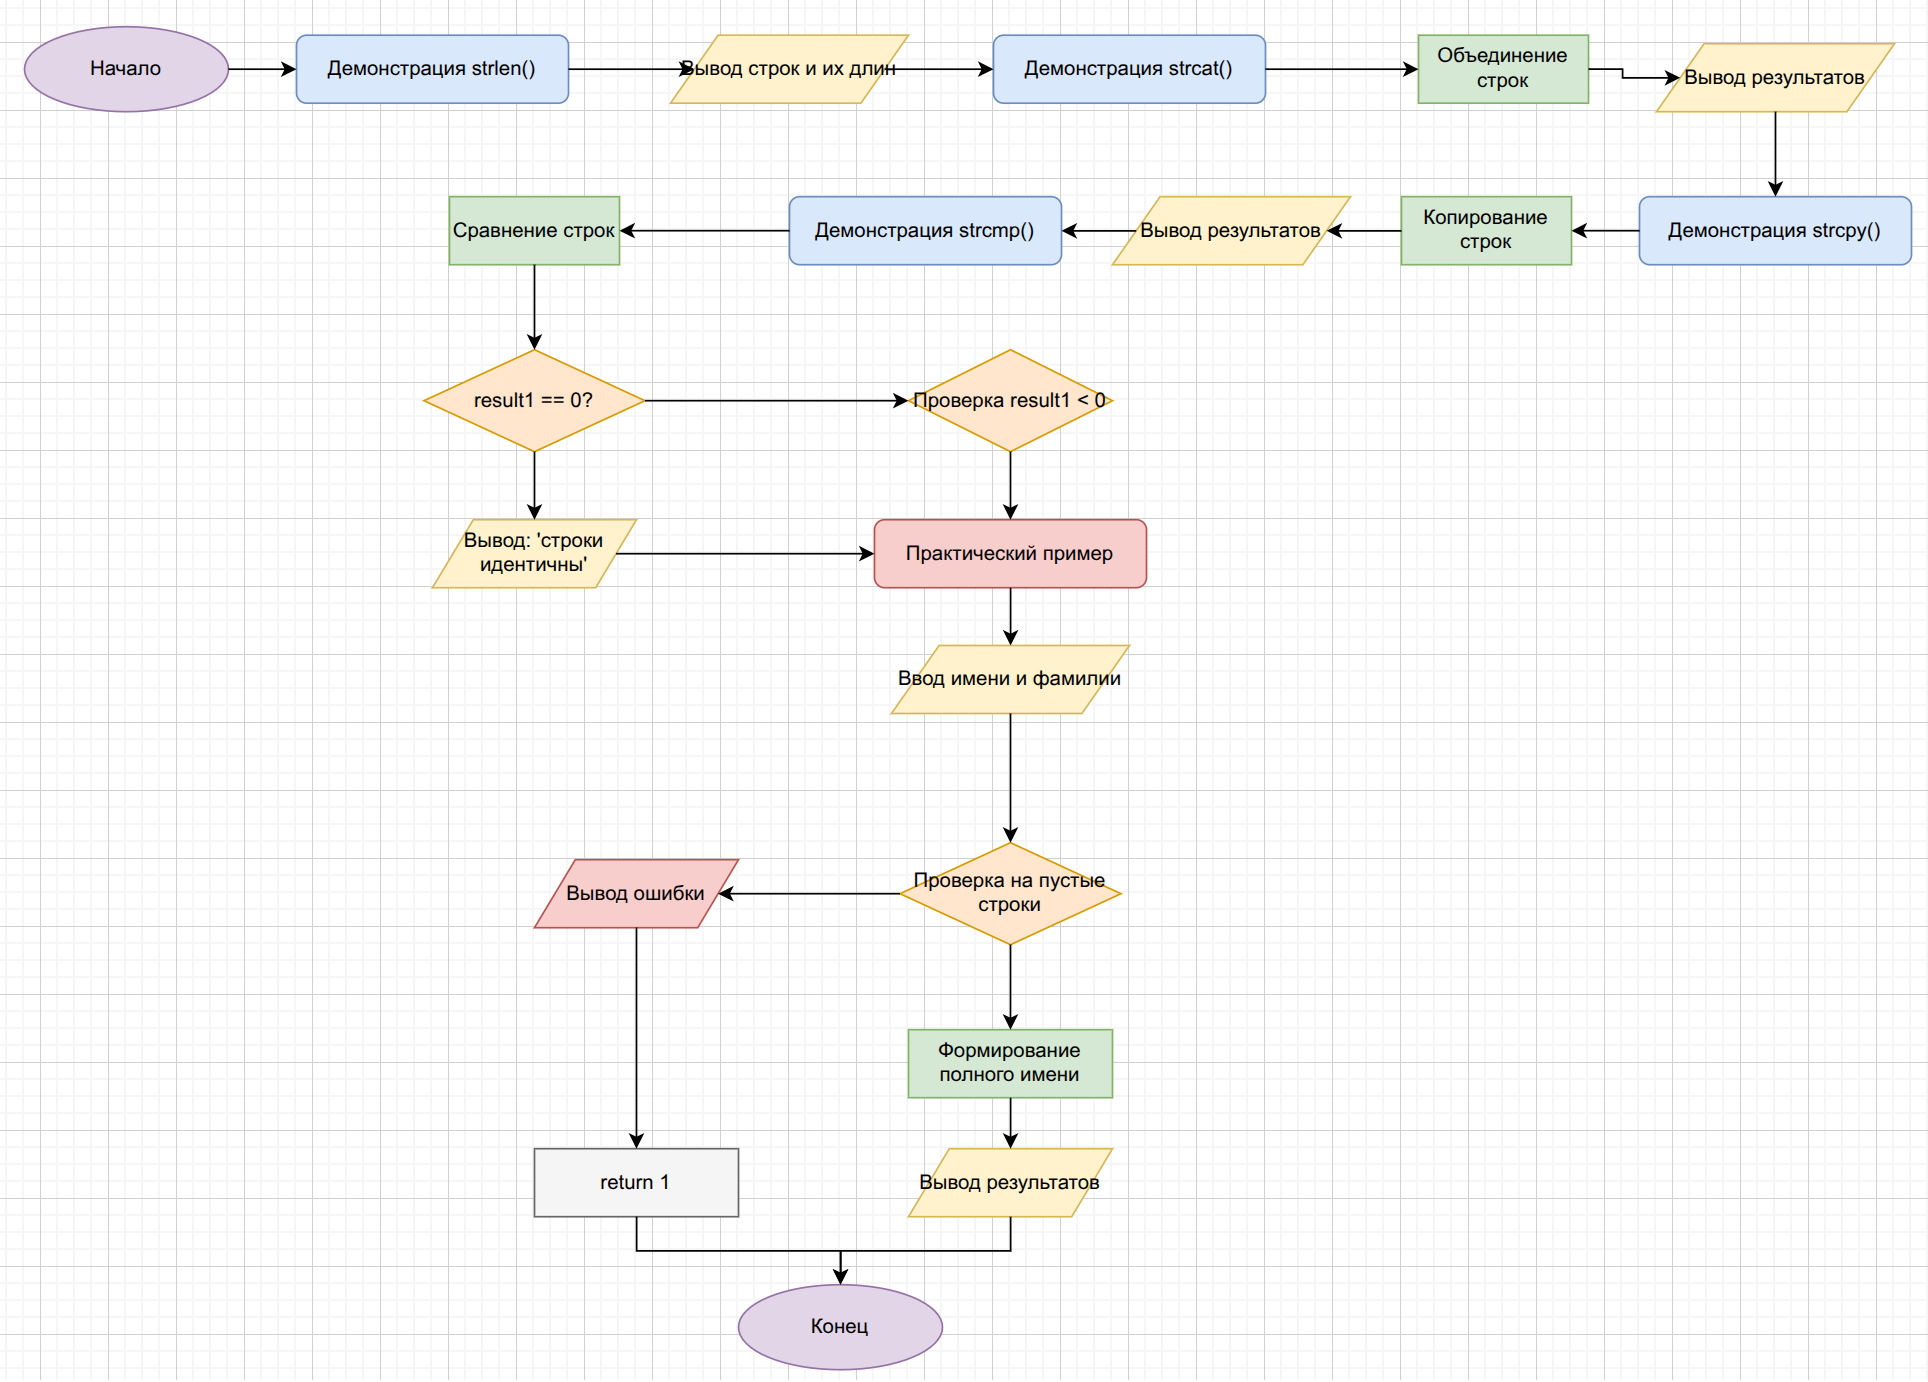 Начало
Демонстрация strlen()
Вывод строк и их длин
Демонстрация strcat()
Объединение
строк
Вывод результатов
Сравнение строк
Демонстрация strcmp()
Вывод результатов
Копирование
строк
Демонстрация strcpy()
result1 == 0?
Проверка result1 < 0
Вывод: 'строки
идентичны'
Практический пример
Ввод имени и фамилии
Вывод ошибки
Проверка на пустые
строки
Формирование
полного имени
return 1
Вывод результатов
Конец